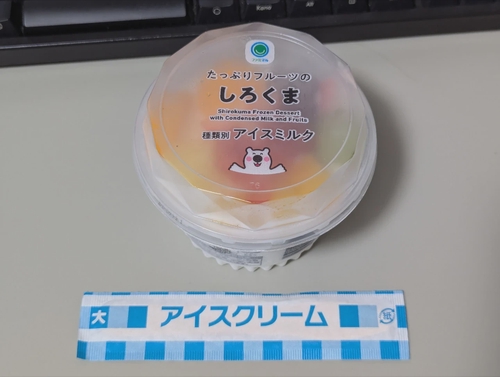 たっぷりフルーツの
しろくま
Shirokuma Frozen Dessert
with Condensed Milk and Fruits
種類別 アイスミルク
大 アイスクリーム 紙